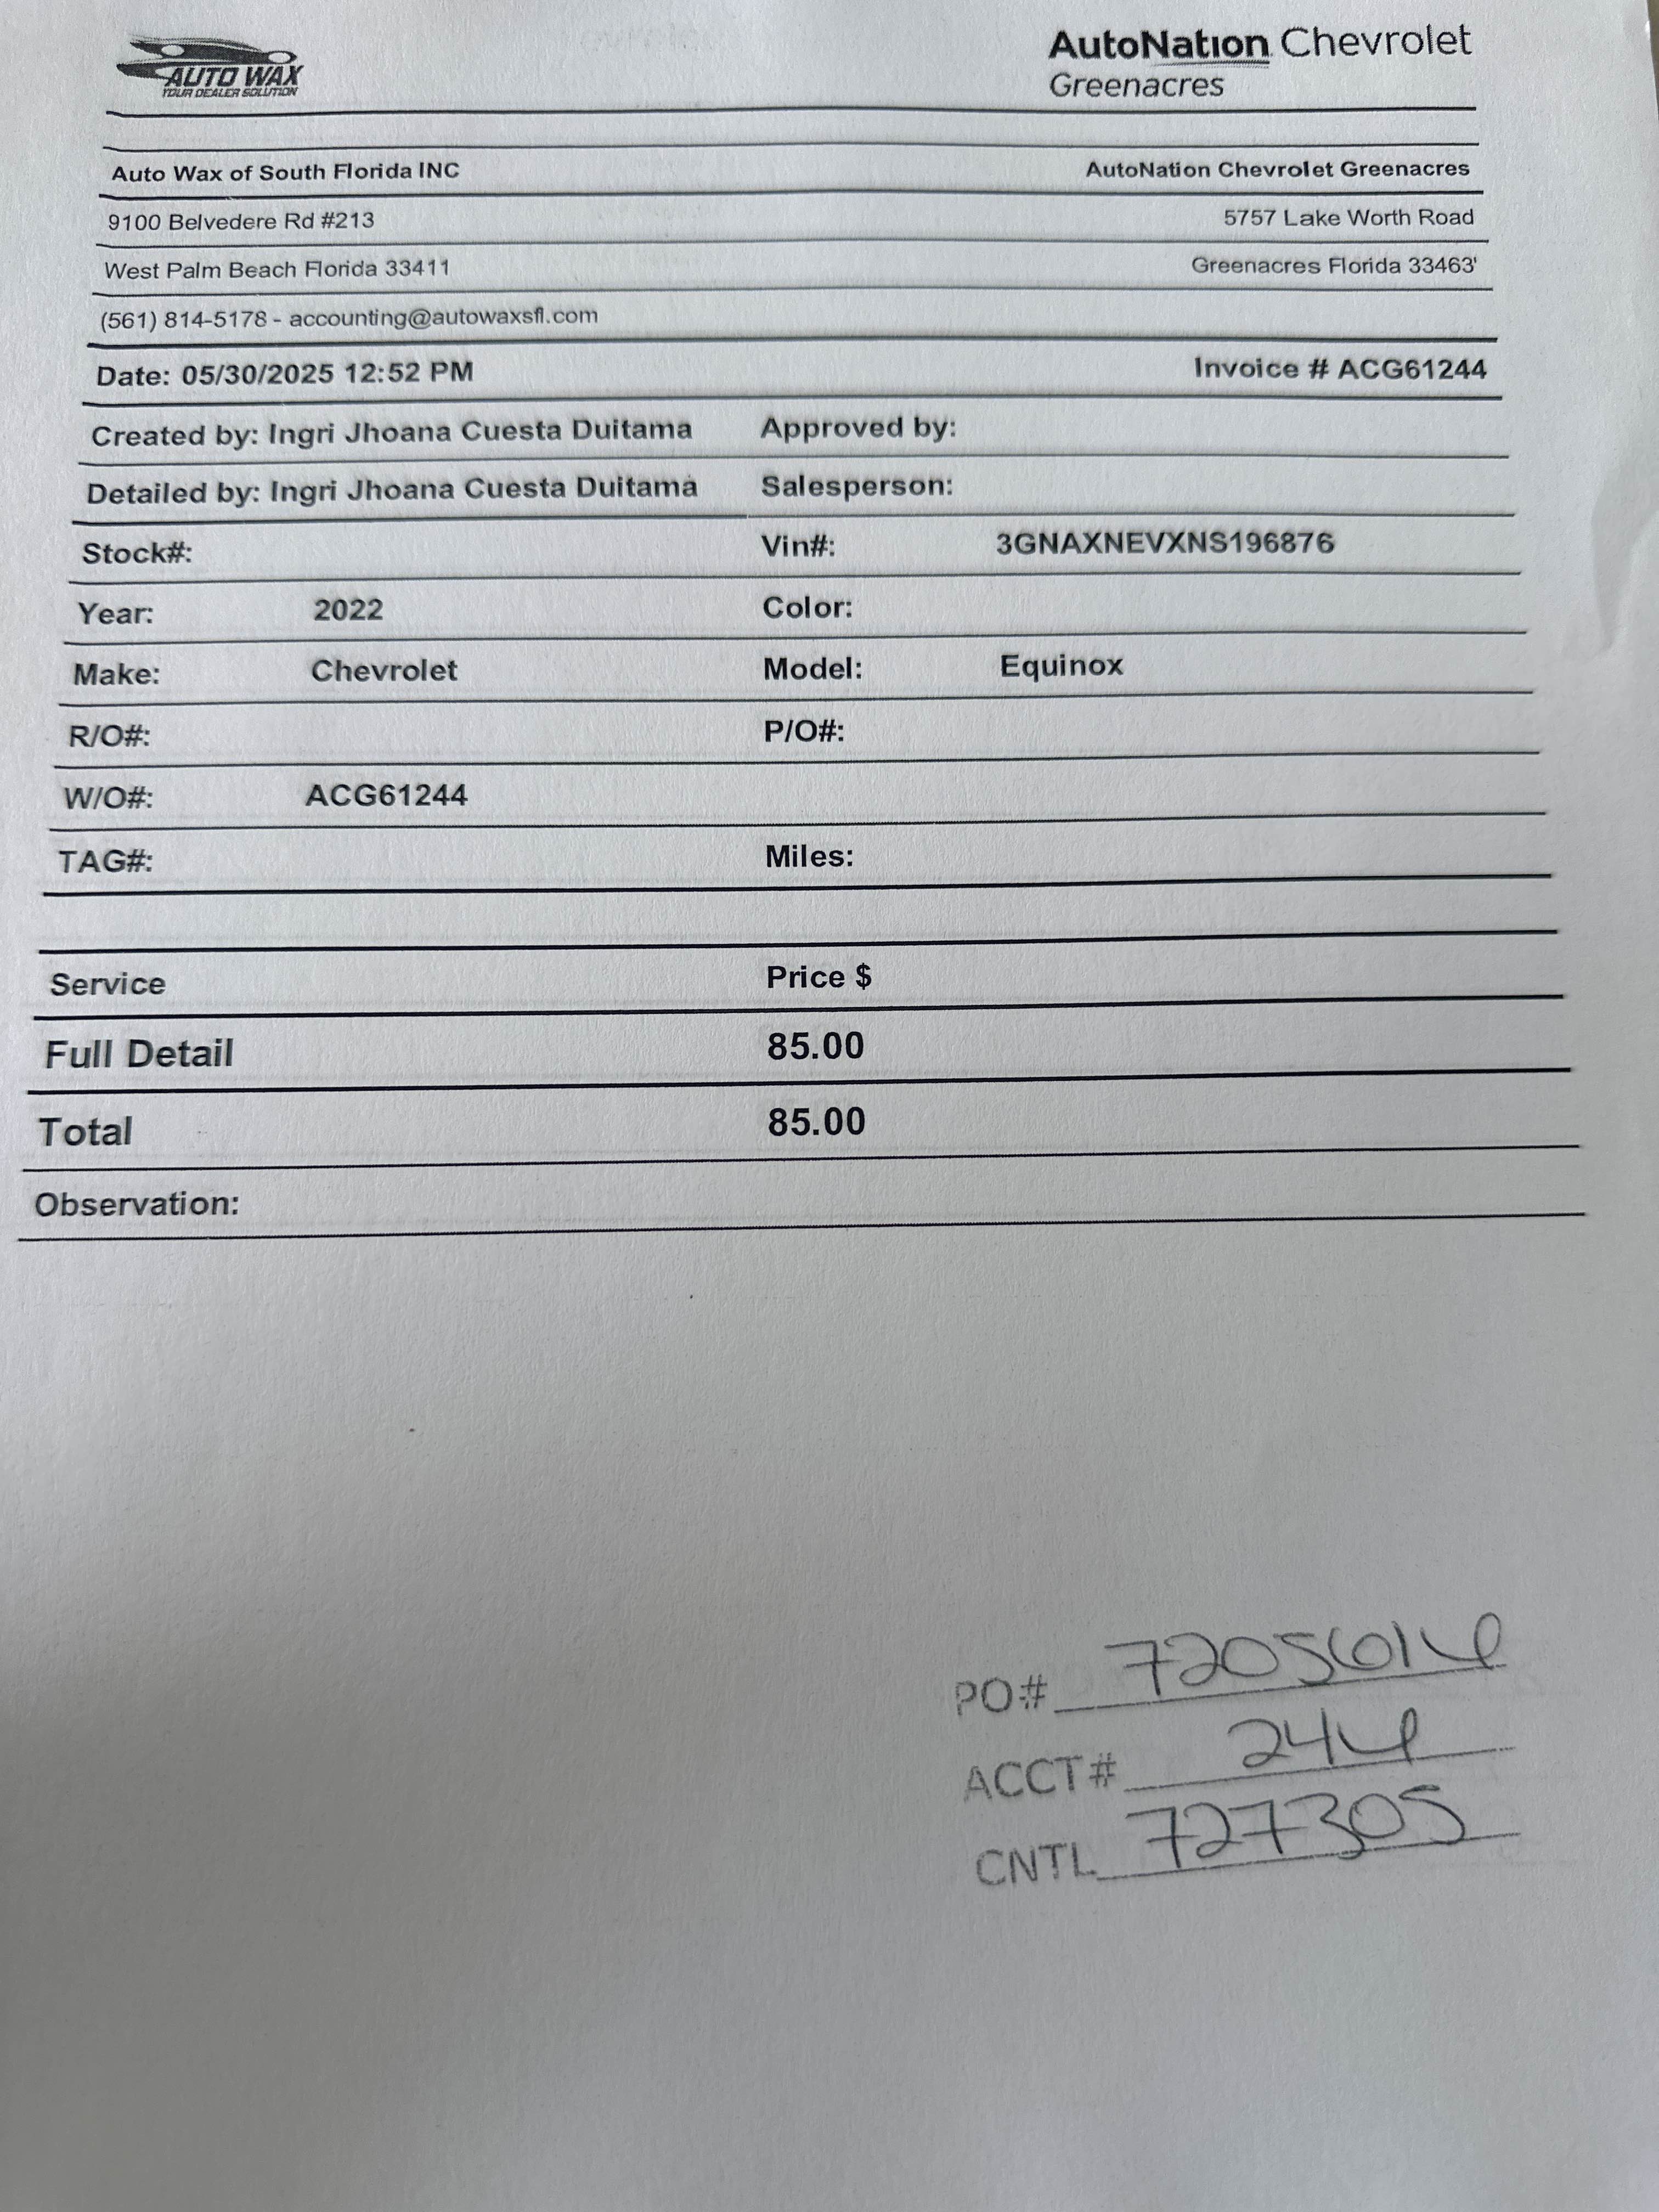 AUTO WAX
YOUR DEALER SOLUTION
AutoNation Chevrolet
Greenacres
Auto Wax of South Florida INC AutoNation Chevrolet Greenacres
9100 Belvedere Rd #213 5757 Lake Worth Road
West Palm Beach Florida 33411 Greenacres Florida 33463'
(561) 814-5178 - accounting@autowaxsfl.com
Date: 05/30/2025 12:52 PM Invoice # ACG61244
Created by: Ingri Jhoana Cuesta Duitama Approved by:
Detailed by: Ingri Jhoana Cuesta Duitama Salesperson:
Stock#: Vin#: 3GNAXNEVXNS196876
Year: 2022 Color:
Make: Chevrolet Model: Equinox
R/O#: P/O#:
W/O#: ACG61244
TAG#: Miles:
Service Price $
Full Detail 85.00
Total 85.00
Observation:
PO#
ACCT#
CNTL 727305